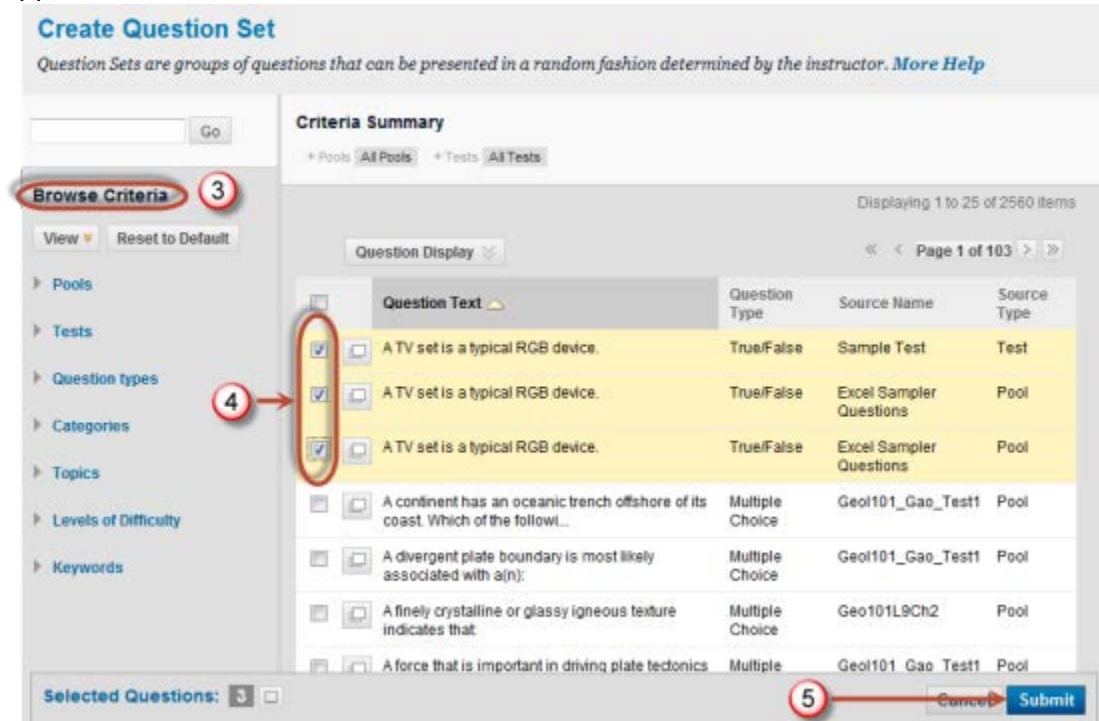 Create Question Set
Question Sets are groups of questions that can be presented in a random fashion determined by the instructor. More Help
Go
Criteria Summary
+ Pools All Pools + Tests All Tests
Browse Criteria 3
Displaying 1 to 25 of 2560 items
View Reset to Default
Question Display
« < Page 1 of 103 > »
Pools
Tests
Question types
Categories
Topics
Levels of Difficulty
Keywords
Question Text Question Type Source Name Source Type
4
A TV set is a typical RGB device. True/False Sample Test Test
A TV set is a typical RGB device. True/False Excel Sampler Questions Pool
A TV set is a typical RGB device. True/False Excel Sampler Questions Pool
A continent has an oceanic trench offshore of its Multiple Geol101_Gao_Test1 Pool
coast. Which of the followi... Choice
A divergent plate boundary is most likely Multiple Geol101_Gao_Test1 Pool
associated with a(n): Choice
A finely crystalline or glassy igneous texture Multiple Geo101L9Ch2 Pool
indicates that Choice
A force that is important in driving plate tectonics Multiple Geol101_Gao_Test1 Pool
Selected Questions: 3
5
Cancel Submit